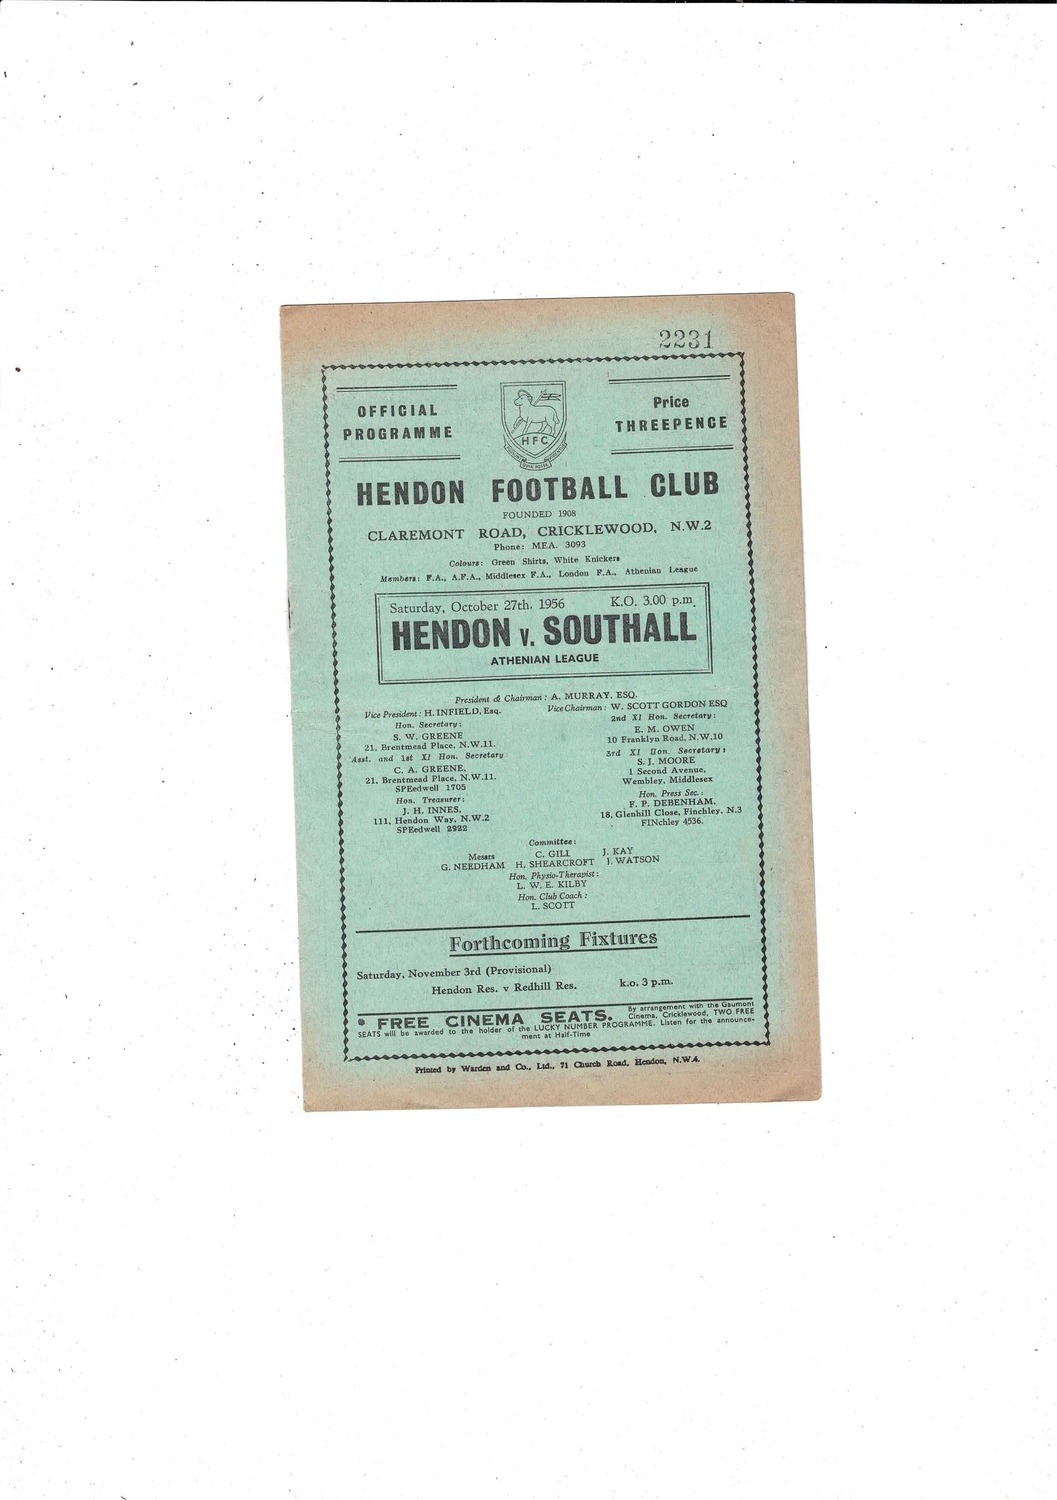 2231
OFFICIAL
PROGRAMME
HFC
Price
THREEPENCE
HENDON FOOTBALL CLUB
FOUNDED 1908
CLAREMONT ROAD, CRICKLEWOOD, N.W.2
Phone: MEA. 3093
Colours: Green Shirts, White Knickers
Members: F.A., A.F.A., Middlesex F.A., London F.A., Athenian League
Saturday, October 27th, 1956 K.O. 3.00 p.m.
HENDON v. SOUTHALL
ATHENIAN LEAGUE
President & Chairman: A. MURRAY, ESQ.
Vice President: H. INFIELD, Esq.
Hon. Secretary:
S. W. GREENE
21, Brentmead Place, N.W.11.
Asst. and 1st XI Hon. Secretary
C. A. GREENE,
21, Brentmead Place, N.W.11.
SPEedwell 1705
Hon. Treasurer:
J. H. INNES,
111, Hendon Way, N.W.2
SPEedwell 2922
Vice Chairman: W. SCOTT GORDON ESQ
2nd XI Hon. Secretary:
E. M. OWEN
10 Franklyn Road, N.W.10
3rd XI Hon. Secretary:
S. J. MOORE
1 Second Avenue,
Wembley, Middlesex
Hon. Press Sec.:
F. P. DEBENHAM,
18, Glenhill Close, Finchley, N.3
FINchley 4536.
Committee:
Messrs C. GILL J. KAY
G. NEEDHAM H. SHEARCROFT J. WATSON
Hon. Physio-Therapist:
L. W. E. KILBY
Hon. Club Coach:
L. SCOTT
Forthcoming Fixtures
Saturday, November 3rd (Provisional)
Hendon Res. v Redhill Res. k.o. 3 p.m.
FREE CINEMA SEATS. By arrangement with the Gaumont
Cinema, Cricklewood, TWO FREE
SEATS will be awarded to the holder of the LUCKY NUMBER PROGRAMME. Listen for the announce-
ment at Half-Time
Printed by Warden and Co., Ltd., 71 Church Road, Hendon, N.W.4.